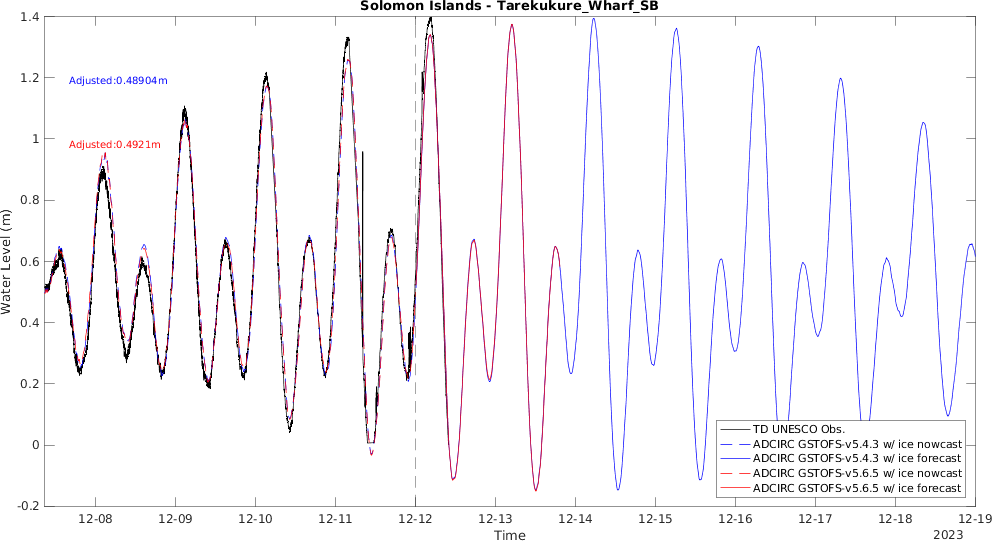 Solomon Islands - Tarekukure_Wharf_SB
1.4
1.2
1
0.8
0.6
0.4
0.2
0
-0.2
Water Level (m)
Adjusted:0.48904m
Adjusted:0.4921m
TD UNESCO Obs.
ADCIRC GSTOFS-v5.4.3 w/ ice nowcast
ADCIRC GSTOFS-v5.4.3 w/ ice forecast
ADCIRC GSTOFS-v5.6.5 w/ ice nowcast
ADCIRC GSTOFS-v5.6.5 w/ ice forecast
12-08 12-09 12-10 12-11 12-12 12-13 12-14 12-15 12-16 12-17 12-18 12-19
Time
2023